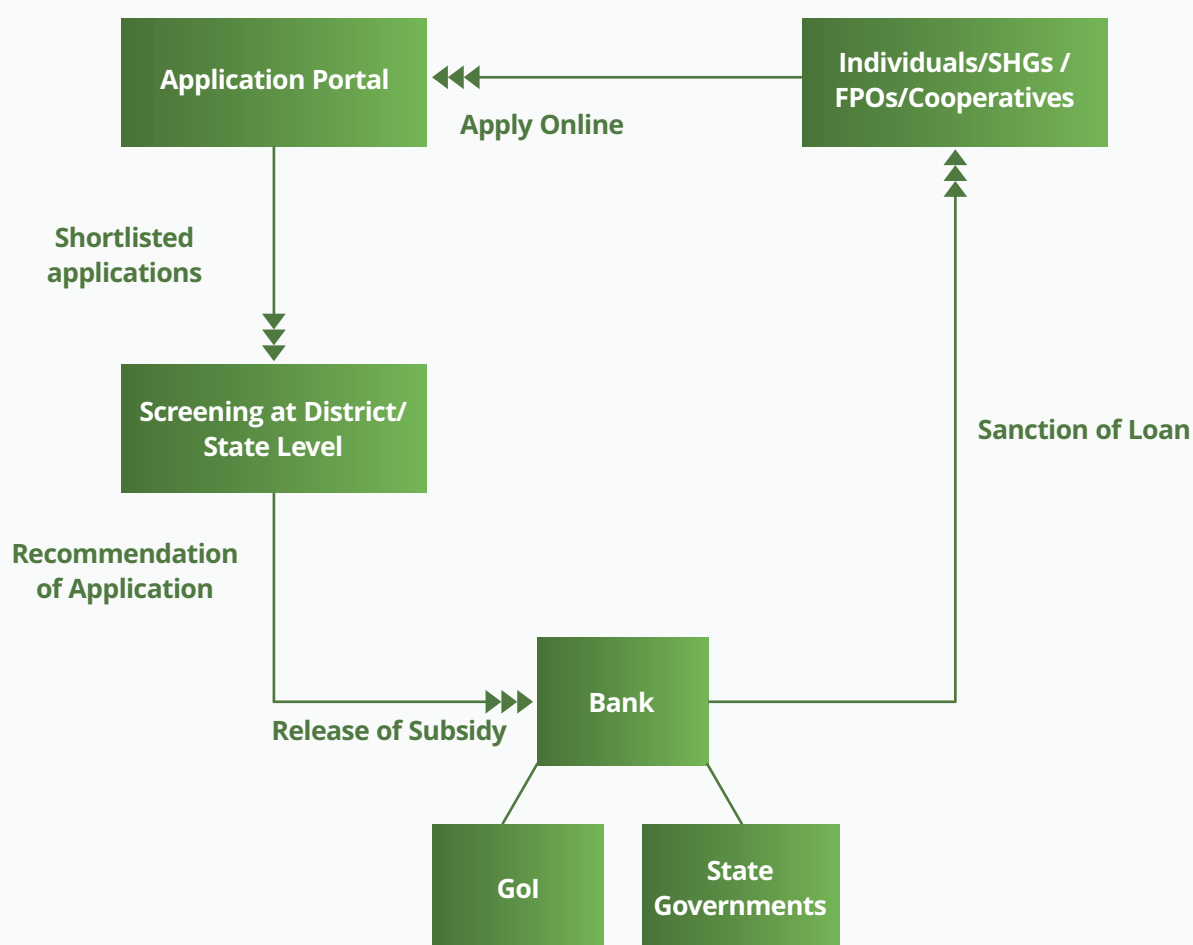 Application Portal
Individuals/SHGs /
FPOs/Cooperatives
Apply Online
Shortlisted
applications
Screening at District/
State Level
Sanction of Loan
Recommendation
of Application
Bank
Release of Subsidy
GoI
State
Governments